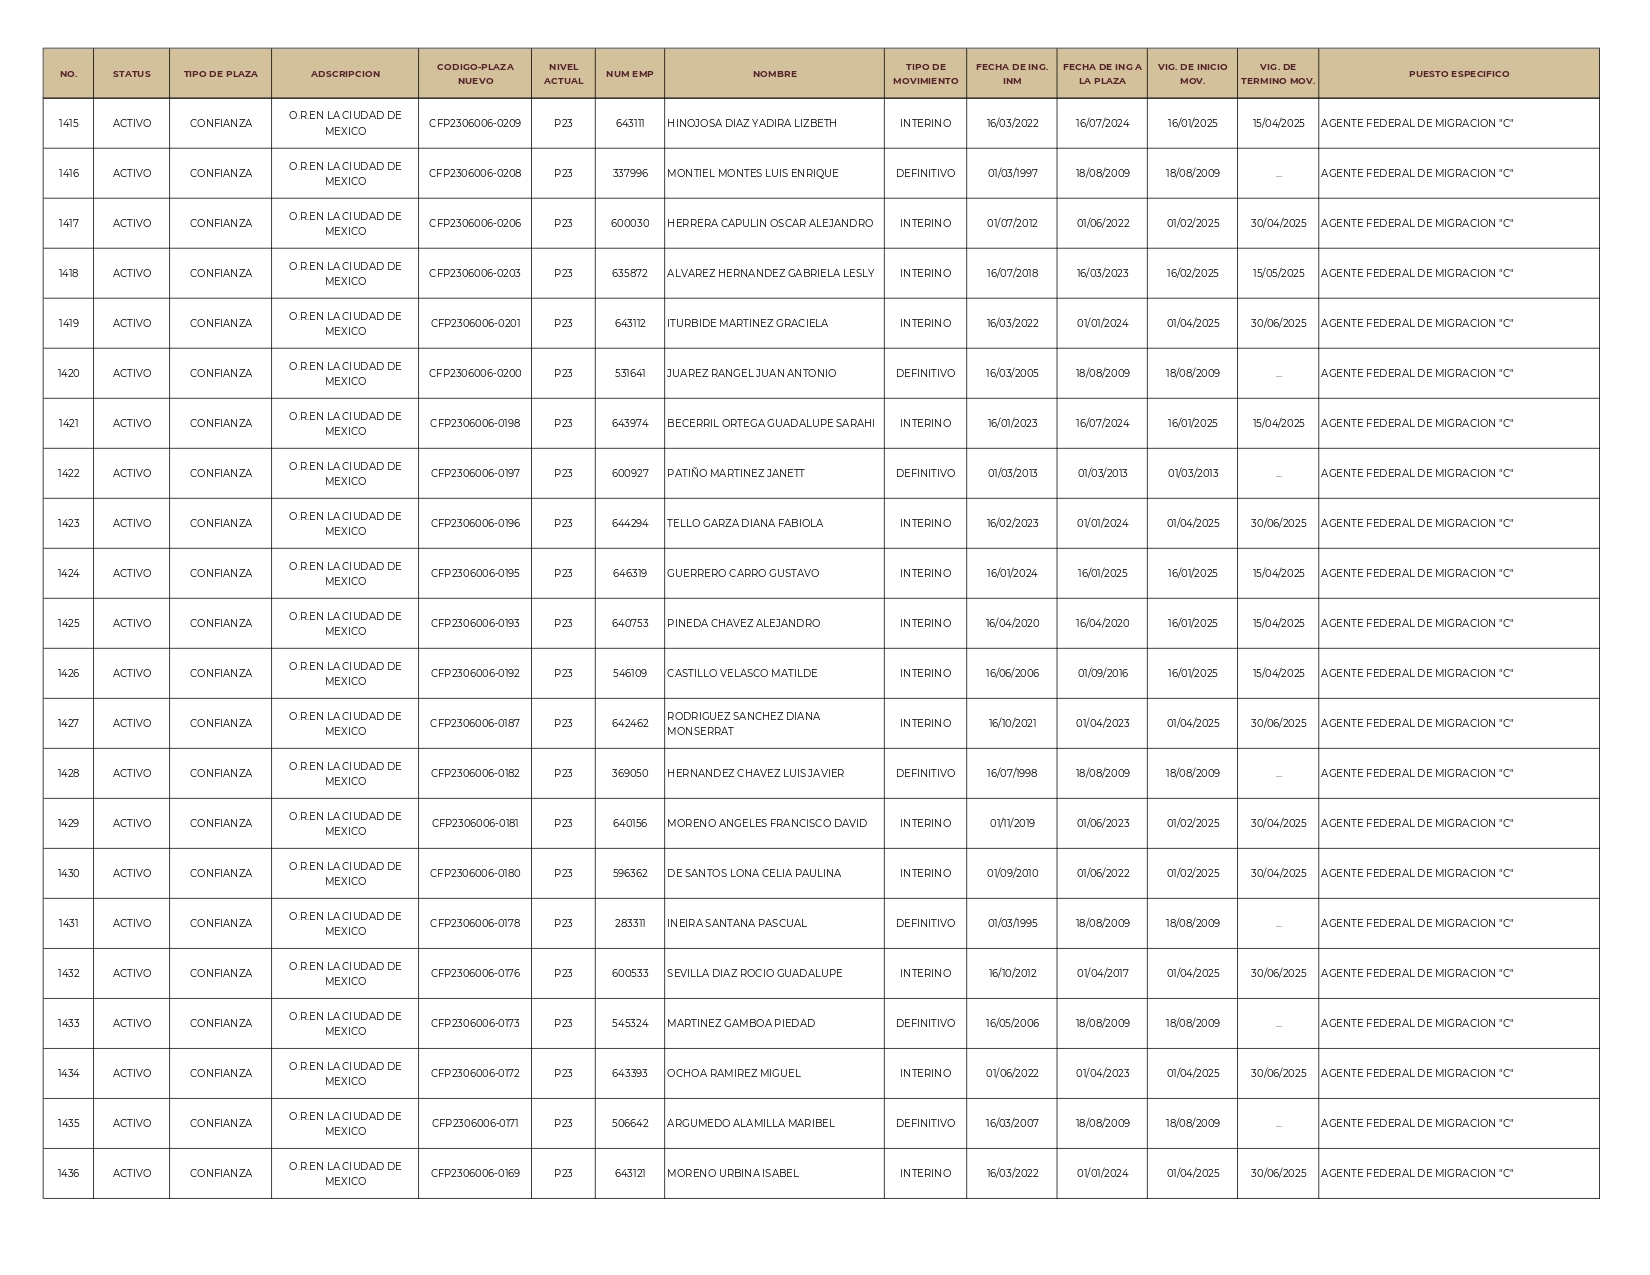 NO. STATUS TIPO DE PLAZA ADSCRIPCION CODIGO-PLAZA NUEVO NIVEL ACTUAL NUM EMP NOMBRE TIPO DE MOVIMIENTO FECHA DE ING. INM FECHA DE ING A LA PLAZA VIG. DE INICIO MOV. VIG. DE TERMINO MOV. PUESTO ESPECIFICO
1415 ACTIVO CONFIANZA O.R.EN LA CIUDAD DE MEXICO CFP2306006-0209 P23 643111 HINOJOSA DIAZ YADIRA LIZBETH INTERINO 16/03/2022 16/07/2024 16/01/2025 15/04/2025 AGENTE FEDERAL DE MIGRACION "C"
1416 ACTIVO CONFIANZA O.R.EN LA CIUDAD DE MEXICO CFP2306006-0208 P23 337996 MONTIEL MONTES LUIS ENRIQUE DEFINITIVO 01/03/1997 18/08/2009 18/08/2009 ... AGENTE FEDERAL DE MIGRACION "C"
1417 ACTIVO CONFIANZA O.R.EN LA CIUDAD DE MEXICO CFP2306006-0206 P23 600030 HERRERA CAPULIN OSCAR ALEJANDRO INTERINO 01/07/2012 01/06/2022 01/02/2025 30/04/2025 AGENTE FEDERAL DE MIGRACION "C"
1418 ACTIVO CONFIANZA O.R.EN LA CIUDAD DE MEXICO CFP2306006-0203 P23 635872 ALVAREZ HERNANDEZ GABRIELA LESLY INTERINO 16/07/2018 16/03/2023 16/02/2025 15/05/2025 AGENTE FEDERAL DE MIGRACION "C"
1419 ACTIVO CONFIANZA O.R.EN LA CIUDAD DE MEXICO CFP2306006-0201 P23 643112 ITURBIDE MARTINEZ GRACIELA INTERINO 16/03/2022 01/01/2024 01/04/2025 30/06/2025 AGENTE FEDERAL DE MIGRACION "C"
1420 ACTIVO CONFIANZA O.R.EN LA CIUDAD DE MEXICO CFP2306006-0200 P23 531641 JUAREZ RANGEL JUAN ANTONIO DEFINITIVO 16/03/2005 18/08/2009 18/08/2009 ... AGENTE FEDERAL DE MIGRACION "C"
1421 ACTIVO CONFIANZA O.R.EN LA CIUDAD DE MEXICO CFP2306006-0198 P23 643974 BECERRIL ORTEGA GUADALUPE SARAHI INTERINO 16/01/2023 16/07/2024 16/01/2025 15/04/2025 AGENTE FEDERAL DE MIGRACION "C"
1422 ACTIVO CONFIANZA O.R.EN LA CIUDAD DE MEXICO CFP2306006-0197 P23 600927 PATIÑO MARTINEZ JANETT DEFINITIVO 01/03/2013 01/03/2013 01/03/2013 ... AGENTE FEDERAL DE MIGRACION "C"
1423 ACTIVO CONFIANZA O.R.EN LA CIUDAD DE MEXICO CFP2306006-0196 P23 644294 TELLO GARZA DIANA FABIOLA INTERINO 16/02/2023 01/01/2024 01/04/2025 30/06/2025 AGENTE FEDERAL DE MIGRACION "C"
1424 ACTIVO CONFIANZA O.R.EN LA CIUDAD DE MEXICO CFP2306006-0195 P23 646319 GUERRERO CARRO GUSTAVO INTERINO 16/01/2024 16/01/2025 16/01/2025 15/04/2025 AGENTE FEDERAL DE MIGRACION "C"
1425 ACTIVO CONFIANZA O.R.EN LA CIUDAD DE MEXICO CFP2306006-0193 P23 640753 PINEDA CHAVEZ ALEJANDRO INTERINO 16/04/2020 16/04/2020 16/01/2025 15/04/2025 AGENTE FEDERAL DE MIGRACION "C"
1426 ACTIVO CONFIANZA O.R.EN LA CIUDAD DE MEXICO CFP2306006-0192 P23 546109 CASTILLO VELASCO MATILDE INTERINO 16/06/2006 01/09/2016 16/01/2025 15/04/2025 AGENTE FEDERAL DE MIGRACION "C"
1427 ACTIVO CONFIANZA O.R.EN LA CIUDAD DE MEXICO CFP2306006-0187 P23 642462 RODRIGUEZ SANCHEZ DIANA MONSERRAT INTERINO 16/10/2021 01/04/2023 01/04/2025 30/06/2025 AGENTE FEDERAL DE MIGRACION "C"
1428 ACTIVO CONFIANZA O.R.EN LA CIUDAD DE MEXICO CFP2306006-0182 P23 369050 HERNANDEZ CHAVEZ LUIS JAVIER DEFINITIVO 16/07/1998 18/08/2009 18/08/2009 ... AGENTE FEDERAL DE MIGRACION "C"
1429 ACTIVO CONFIANZA O.R.EN LA CIUDAD DE MEXICO CFP2306006-0181 P23 640156 MORENO ANGELES FRANCISCO DAVID INTERINO 01/11/2019 01/06/2023 01/02/2025 30/04/2025 AGENTE FEDERAL DE MIGRACION "C"
1430 ACTIVO CONFIANZA O.R.EN LA CIUDAD DE MEXICO CFP2306006-0180 P23 596362 DE SANTOS LONA CELIA PAULINA INTERINO 01/09/2010 01/06/2022 01/02/2025 30/04/2025 AGENTE FEDERAL DE MIGRACION "C"
1431 ACTIVO CONFIANZA O.R.EN LA CIUDAD DE MEXICO CFP2306006-0178 P23 283311 INEIRA SANTANA PASCUAL DEFINITIVO 01/03/1995 18/08/2009 18/08/2009 ... AGENTE FEDERAL DE MIGRACION "C"
1432 ACTIVO CONFIANZA O.R.EN LA CIUDAD DE MEXICO CFP2306006-0176 P23 600533 SEVILLA DIAZ ROCIO GUADALUPE INTERINO 16/10/2012 01/04/2017 01/04/2025 30/06/2025 AGENTE FEDERAL DE MIGRACION "C"
1433 ACTIVO CONFIANZA O.R.EN LA CIUDAD DE MEXICO CFP2306006-0173 P23 545324 MARTINEZ GAMBOA PIEDAD DEFINITIVO 16/05/2006 18/08/2009 18/08/2009 ... AGENTE FEDERAL DE MIGRACION "C"
1434 ACTIVO CONFIANZA O.R.EN LA CIUDAD DE MEXICO CFP2306006-0172 P23 643393 OCHOA RAMIREZ MIGUEL INTERINO 01/06/2022 01/04/2023 01/04/2025 30/06/2025 AGENTE FEDERAL DE MIGRACION "C"
1435 ACTIVO CONFIANZA O.R.EN LA CIUDAD DE MEXICO CFP2306006-0171 P23 506642 ARGUMEDO ALAMILLA MARIBEL DEFINITIVO 16/03/2007 18/08/2009 18/08/2009 ... AGENTE FEDERAL DE MIGRACION "C"
1436 ACTIVO CONFIANZA O.R.EN LA CIUDAD DE MEXICO CFP2306006-0169 P23 643121 MORENO URBINA ISABEL INTERINO 16/03/2022 01/01/2024 01/04/2025 30/06/2025 AGENTE FEDERAL DE MIGRACION "C"